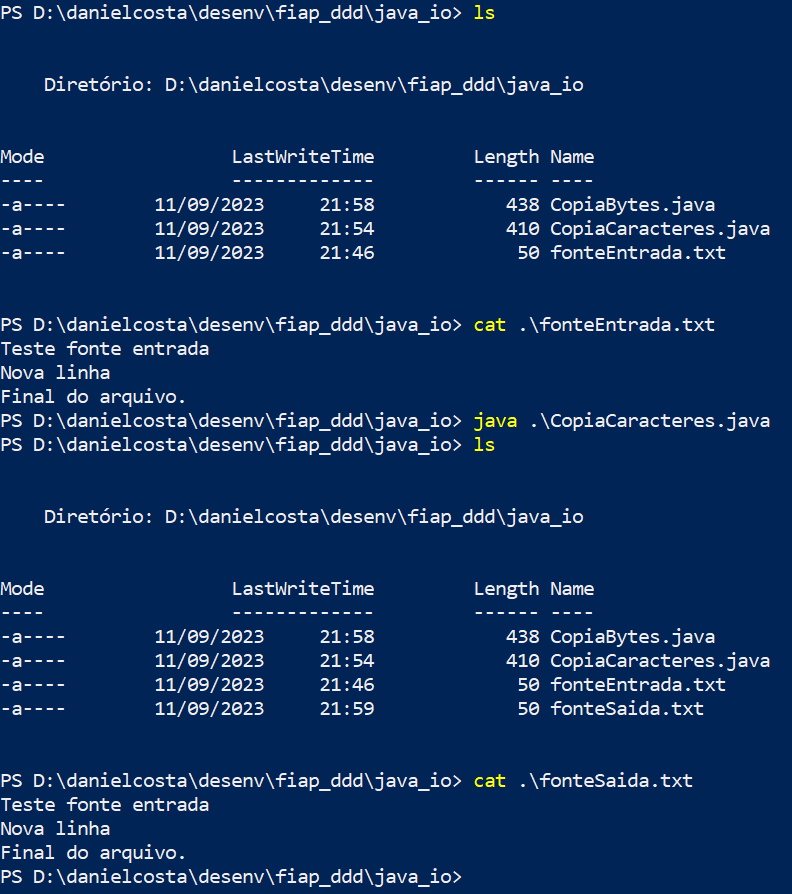 PS D:\danielcosta\desenv\fiap_ddd\java_io> ls
Diretório: D:\danielcosta\desenv\fiap_ddd\java_io
Mode                 LastWriteTime         Length Name
----                 -------------         ------ ----
-a----        11/09/2023     21:58            438 CopiaBytes.java
-a----        11/09/2023     21:54            410 CopiaCaracteres.java
-a----        11/09/2023     21:46             50 fonteEntrada.txt
PS D:\danielcosta\desenv\fiap_ddd\java_io> cat .\fonteEntrada.txt
Teste fonte entrada
Nova linha
Final do arquivo.
PS D:\danielcosta\desenv\fiap_ddd\java_io> java .\CopiaCaracteres.java
PS D:\danielcosta\desenv\fiap_ddd\java_io> ls
Diretório: D:\danielcosta\desenv\fiap_ddd\java_io
Mode                 LastWriteTime         Length Name
----                 -------------         ------ ----
-a----        11/09/2023     21:58            438 CopiaBytes.java
-a----        11/09/2023     21:54            410 CopiaCaracteres.java
-a----        11/09/2023     21:46             50 fonteEntrada.txt
-a----        11/09/2023     21:59             50 fonteSaida.txt
PS D:\danielcosta\desenv\fiap_ddd\java_io> cat .\fonteSaida.txt
Teste fonte entrada
Nova linha
Final do arquivo.
PS D:\danielcosta\desenv\fiap_ddd\java_io>